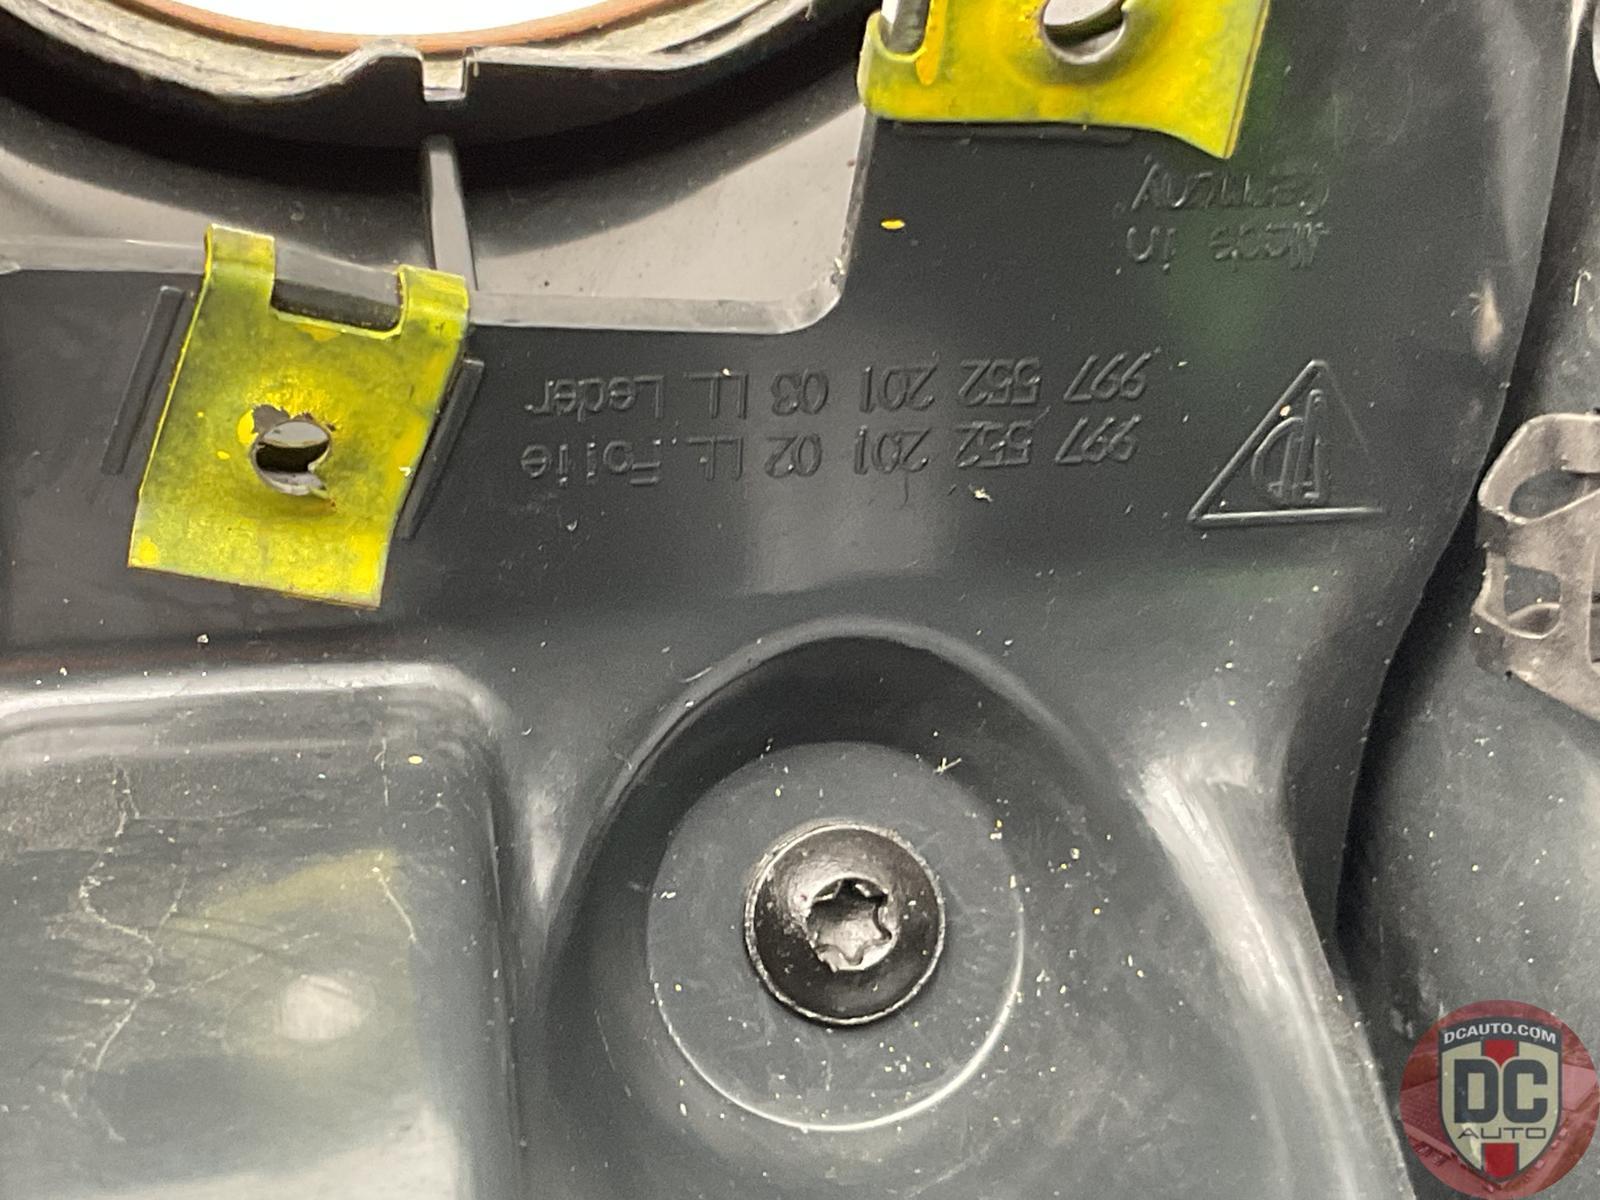 997 552 201 02 LL Folie
997 552 201 03 LL Leder
Made in
Germany
DCAUTO.COM
DC
AUTO